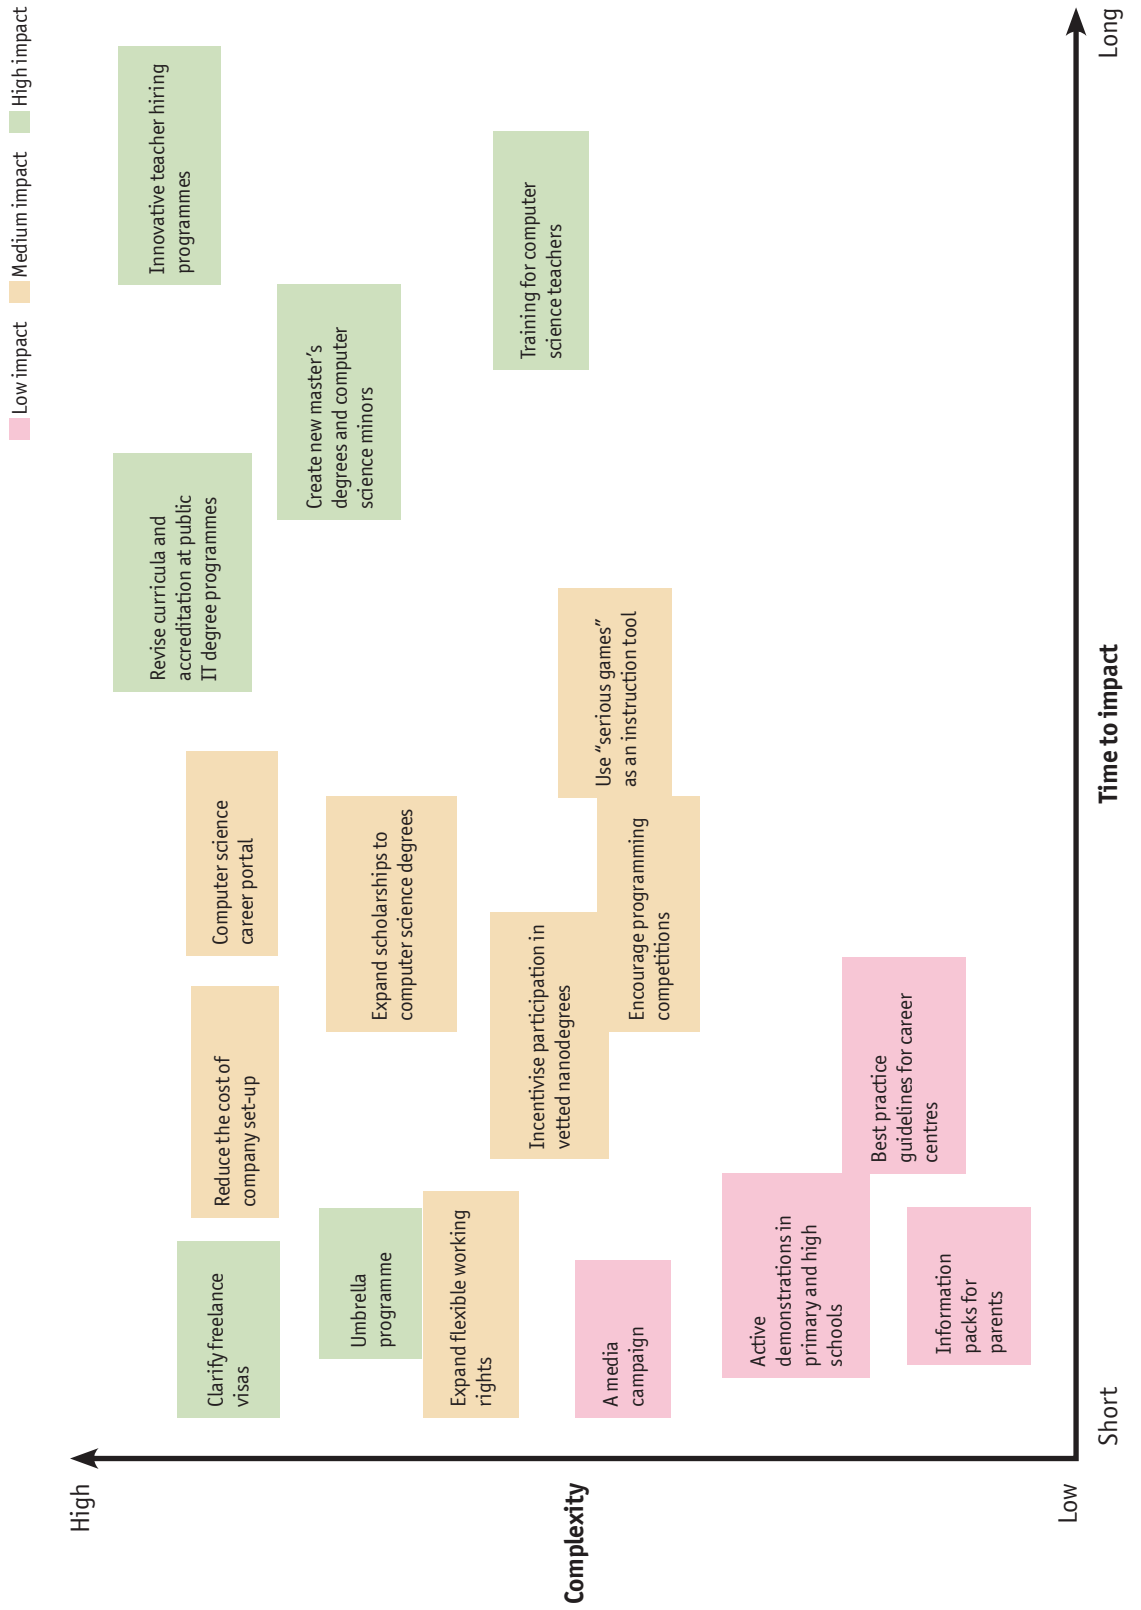 Low impact
Medium impact
High impact
High
Complexity
Low
Short
Time to impact
Long
Clarify freelance
visas
Reduce the cost of
company set-up
Computer science
career portal
Revise curricula and
accreditation at public
IT degree programmes
Innovative teacher hiring
programmes
Umbrella
programme
Expand scholarships to
computer science degrees
Create new master's
degrees and computer
science minors
Expand flexible working
rights
Incentivise participation in
vetted nanodegrees
Training for computer
science teachers
A media
campaign
Encourage programming
competitions
Use “serious games”
as an instruction tool
Active
demonstrations in
primary and high
schools
Best practice
guidelines for career
centres
Information
packs for
parents